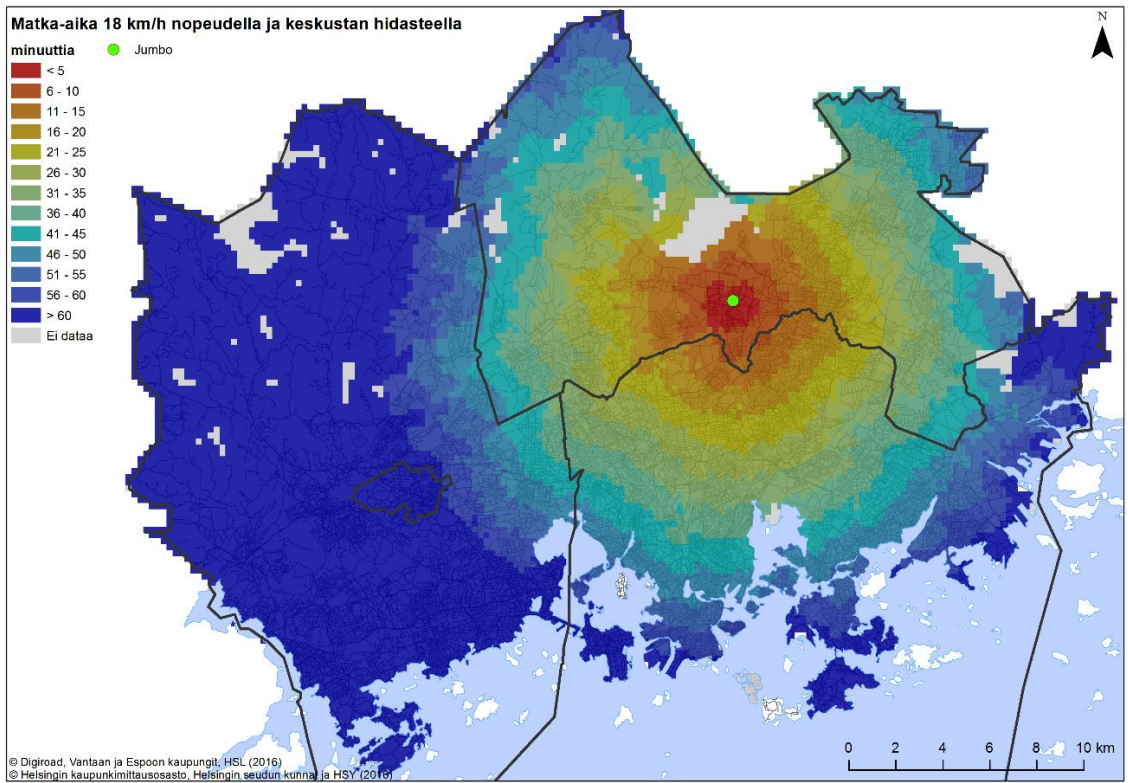 Matka-aika 18 km/h nopeudella ja keskustan hidasteella
minuuttia
Jumbo
< 5
6 - 10
11 - 15
16 - 20
21 - 25
26 - 30
31 - 35
36 - 40
41 - 45
46 - 50
51 - 55
56 - 60
> 60
Ei dataa
N
0 2 4 6 8 10 km
© Digiroad, Vantaan ja Espoon kaupungit, HSL (2016)
© Helsingin kaupunkimittausosasto, Helsingin seudun kunnat ja HSY (2016)